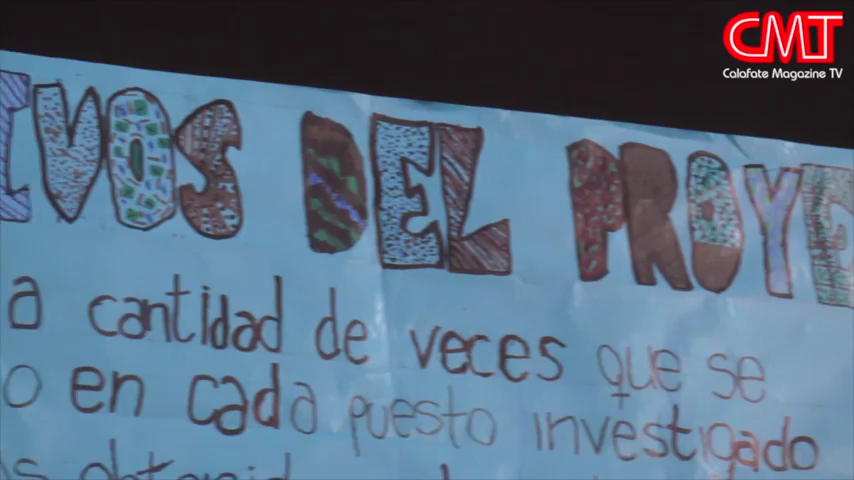 CMT
Calafate Magazine TV
IVOS DEL PROYE
a cantidad de veces que se
o en cada puesto investigado